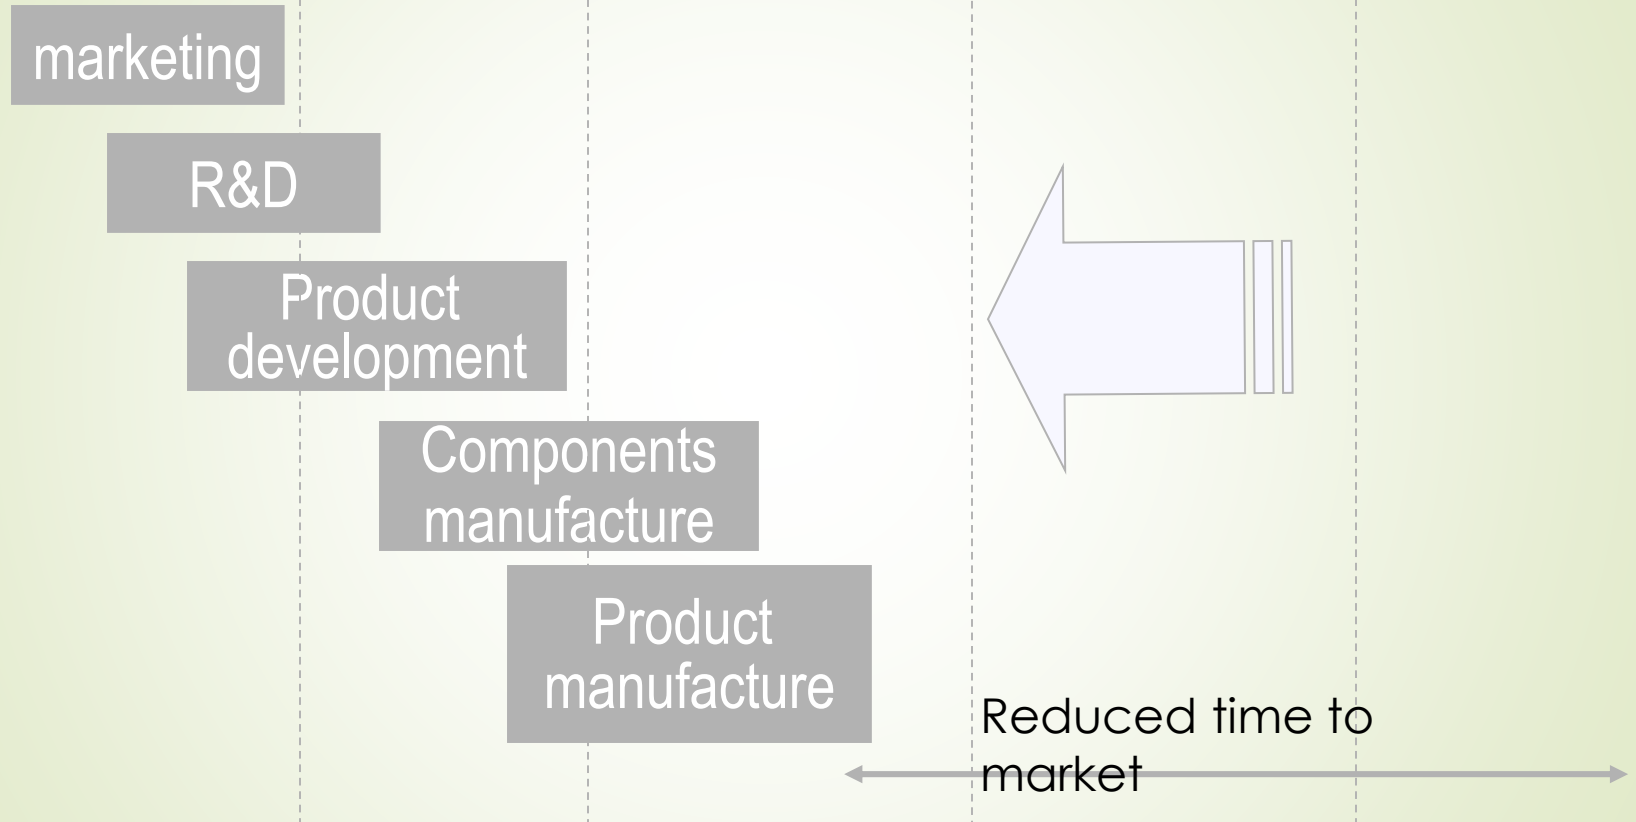 marketing
R&D
Product
development
Components
manufacture
Product
manufacture
Reduced time to
market